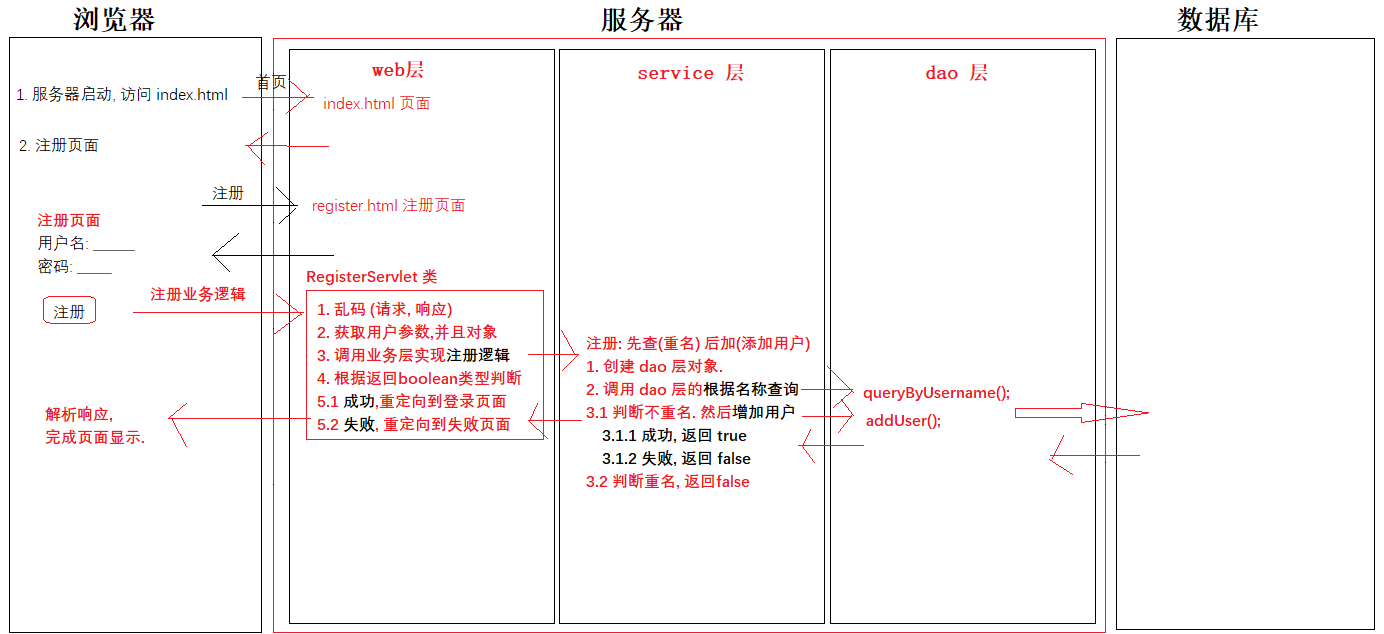 浏览器
服务器
数据库
1. 服务器启动, 访问 index.html
首页
2. 注册页面
注册
注册页面
用户名: _____
密码: ____
注册
注册业务逻辑
解析响应,
完成页面显示.
web层
index.html 页面
register.html 注册页面
RegisterServlet 类
1. 乱码 (请求, 响应)
2. 获取用户参数,并且对象
3. 调用业务层实现注册逻辑
4. 根据返回boolean类型判断
5.1 成功,重定向到登录页面
5.2 失败, 重定向到失败页面
service 层
注册: 先查(重名) 后加(添加用户)
1. 创建 dao 层对象.
2. 调用 dao 层的根据名称查询
3.1 判断不重名. 然后增加用户
3.1.1 成功, 返回 true
3.1.2 失败, 返回 false
3.2 判断重名, 返回false
dao 层
queryByUsername();
addUser();